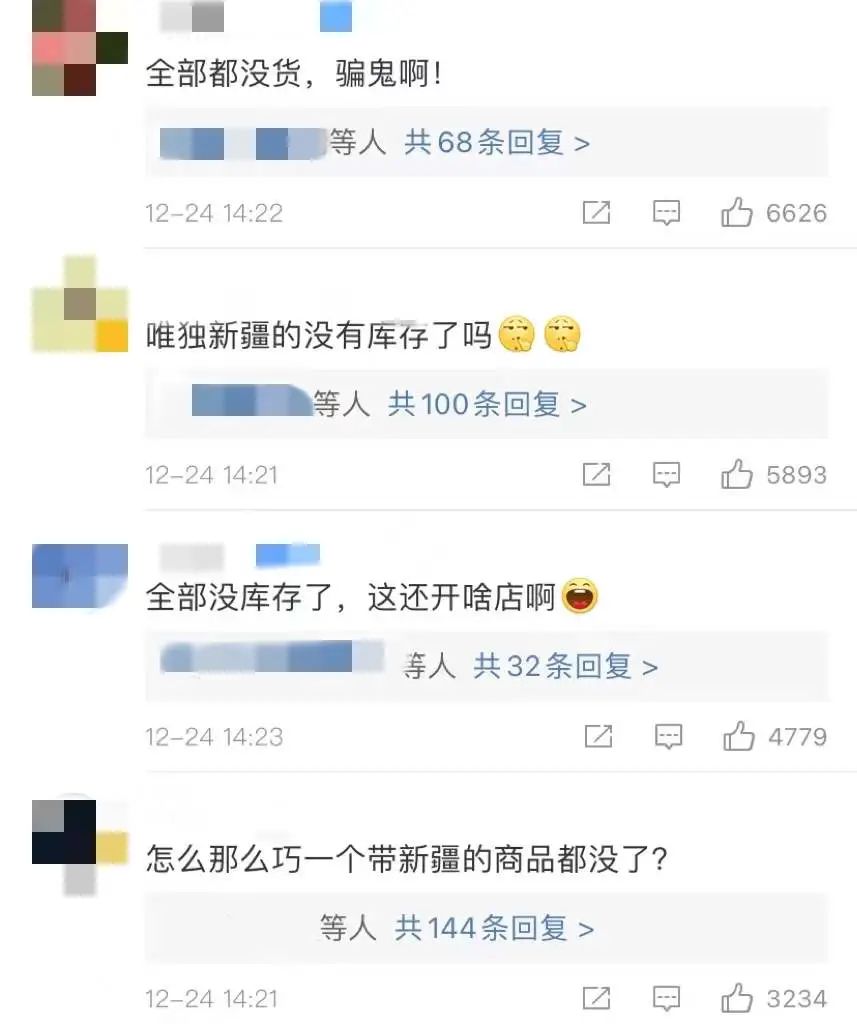 全部都没货，骗鬼啊！
等人 共68条回复 >
12-24 14:22 6626
唯独新疆的没有库存了吗
等人 共100条回复 >
12-24 14:21 5893
全部没库存了，这还开啥店啊
等人 共32条回复 >
12-24 14:23 4779
怎么那么巧一个带新疆的商品都没了?
等人 共144条回复 >
12-24 14:21 3234